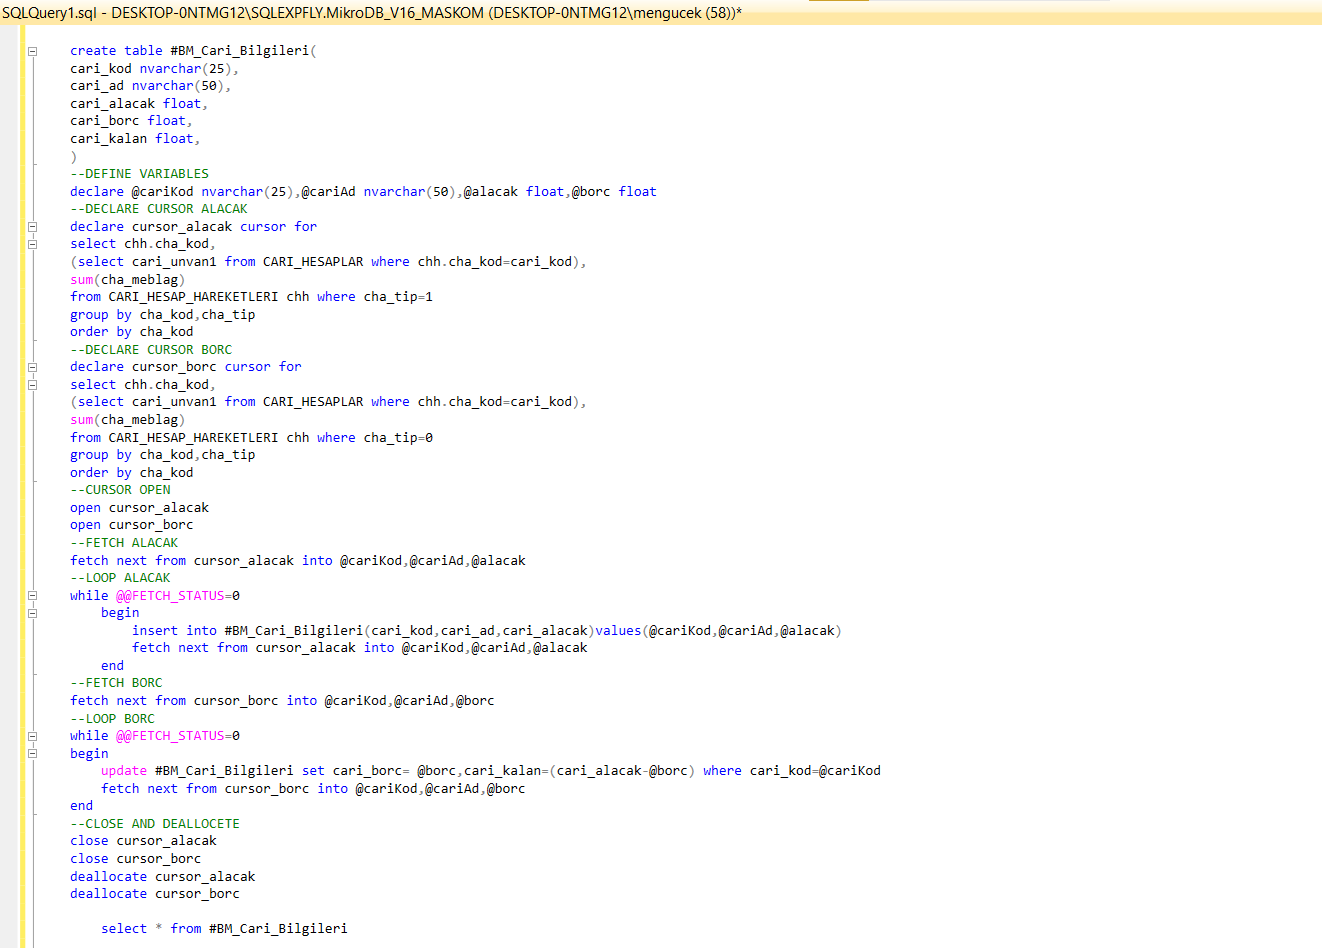 SQLQuery1.sql - DESKTOP-0NTMG12\SQLEXPFLY.MikroDB_V16_MASKOM (DESKTOP-0NTMG12\mengucek (58))*
create table #BM_Cari_Bilgileri(
cari_kod nvarchar(25),
cari_ad nvarchar(50),
cari_alacak float,
cari_borc float,
cari_kalan float,
)
--DEFINE VARIABLES
declare @cariKod nvarchar(25),@cariAd nvarchar(50),@alacak float,@borc float
--DECLARE CURSOR ALACAK
declare cursor_alacak cursor for
select chh.cha_kod,
(select cari_unvan1 from CARI_HESAPLAR where chh.cha_kod=cari_kod),
sum(cha_meblag)
from CARI_HESAP_HAREKETLERI chh where cha_tip=1
group by cha_kod,cha_tip
order by cha_kod
--DECLARE CURSOR BORC
declare cursor_borc cursor for
select chh.cha_kod,
(select cari_unvan1 from CARI_HESAPLAR where chh.cha_kod=cari_kod),
sum(cha_meblag)
from CARI_HESAP_HAREKETLERI chh where cha_tip=0
group by cha_kod,cha_tip
order by cha_kod
--CURSOR OPEN
open cursor_alacak
open cursor_borc
--FETCH ALACAK
fetch next from cursor_alacak into @cariKod,@cariAd,@alacak
--LOOP ALACAK
while @@FETCH_STATUS=0
begin
insert into #BM_Cari_Bilgileri(cari_kod,cari_ad,cari_alacak)values(@cariKod,@cariAd,@alacak)
fetch next from cursor_alacak into @cariKod,@cariAd,@alacak
end
--FETCH BORC
fetch next from cursor_borc into @cariKod,@cariAd,@borc
--LOOP BORC
while @@FETCH_STATUS=0
begin
update #BM_Cari_Bilgileri set cari_borc= @borc,cari_kalan=(cari_alacak-@borc) where cari_kod=@cariKod
fetch next from cursor_borc into @cariKod,@cariAd,@borc
end
--CLOSE AND DEALLOCETE
close cursor_alacak
close cursor_borc
deallocate cursor_alacak
deallocate cursor_borc
select * from #BM_Cari_Bilgileri